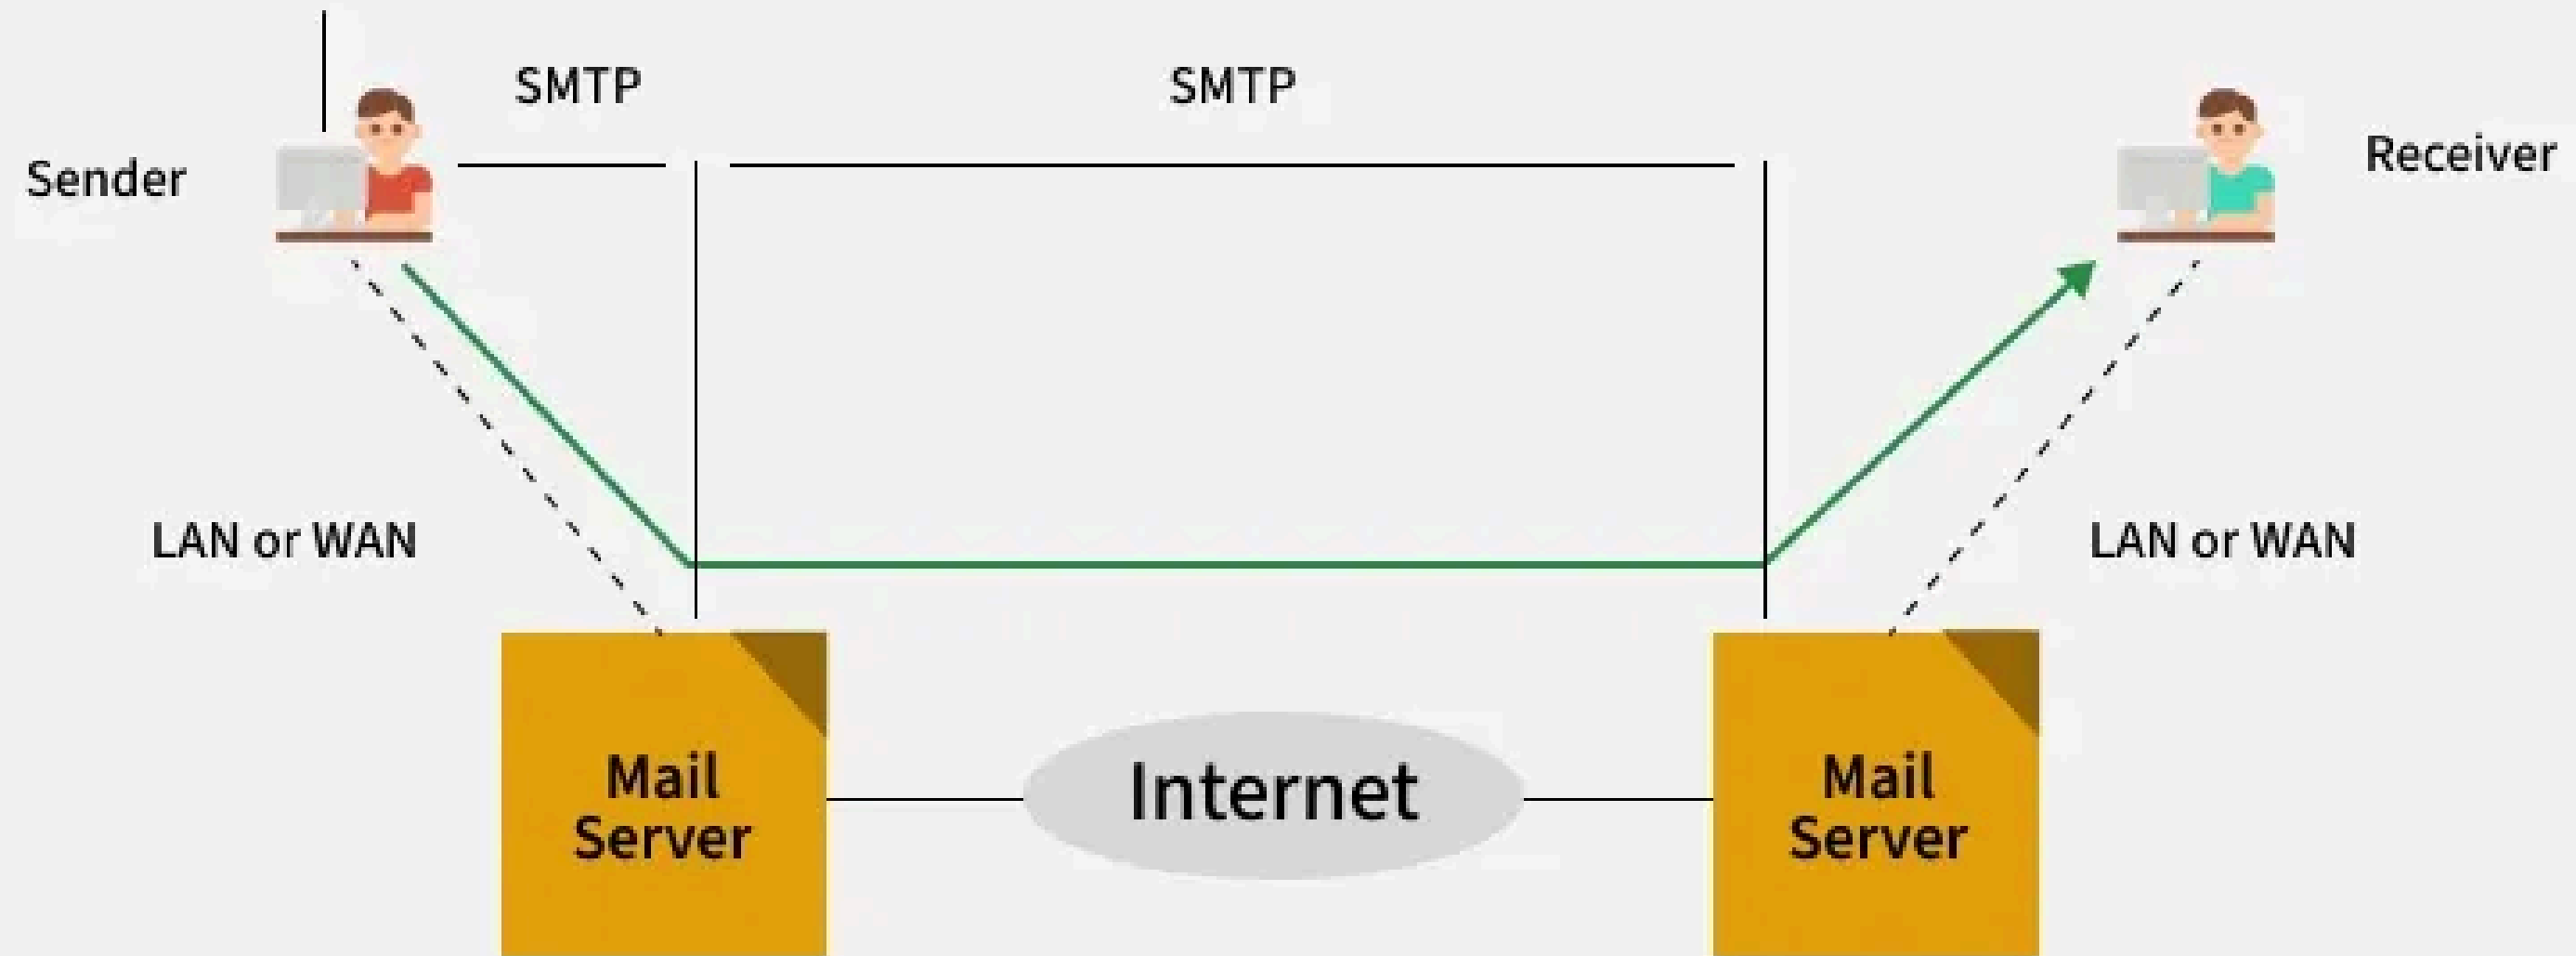 SMTP
SMTP
Sender
Receiver
LAN or WAN
LAN or WAN
Mail
Server
Internet
Mail
Server